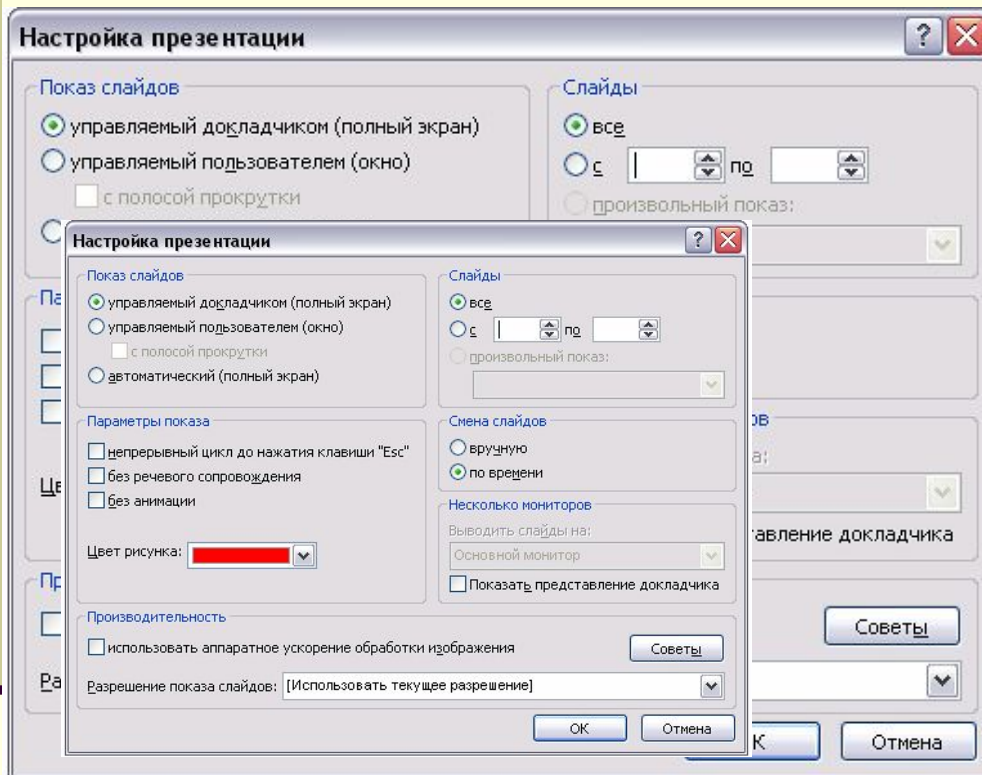 Настройка презентации
Показ слайдов
управляемый докладчиком (полный экран)
управляемый пользователем (окно)
с полосой прокрутки
Слайды
все
с по
произвольный показ:
Настройка презентации
Показ слайдов
управляемый докладчиком (полный экран)
управляемый пользователем (окно)
с полосой прокрутки
автоматический (полный экран)
Слайды
все
с по
произвольный показ:
Параметры показа
непрерывный цикл до нажатия клавиши "Esc"
без речевого сопровождения
без анимации
Цвет рисунка:
Смена слайдов
вручную
по времени
Несколько мониторов
Выводить слайды на:
Основной монитор
Показать представление докладчика
Производительность
использовать аппаратное ускорение обработки изображения
Советы
Разрешение показа слайдов: [Использовать текущее разрешение]
ОК Отмена
докладчика
Советы
Отмена